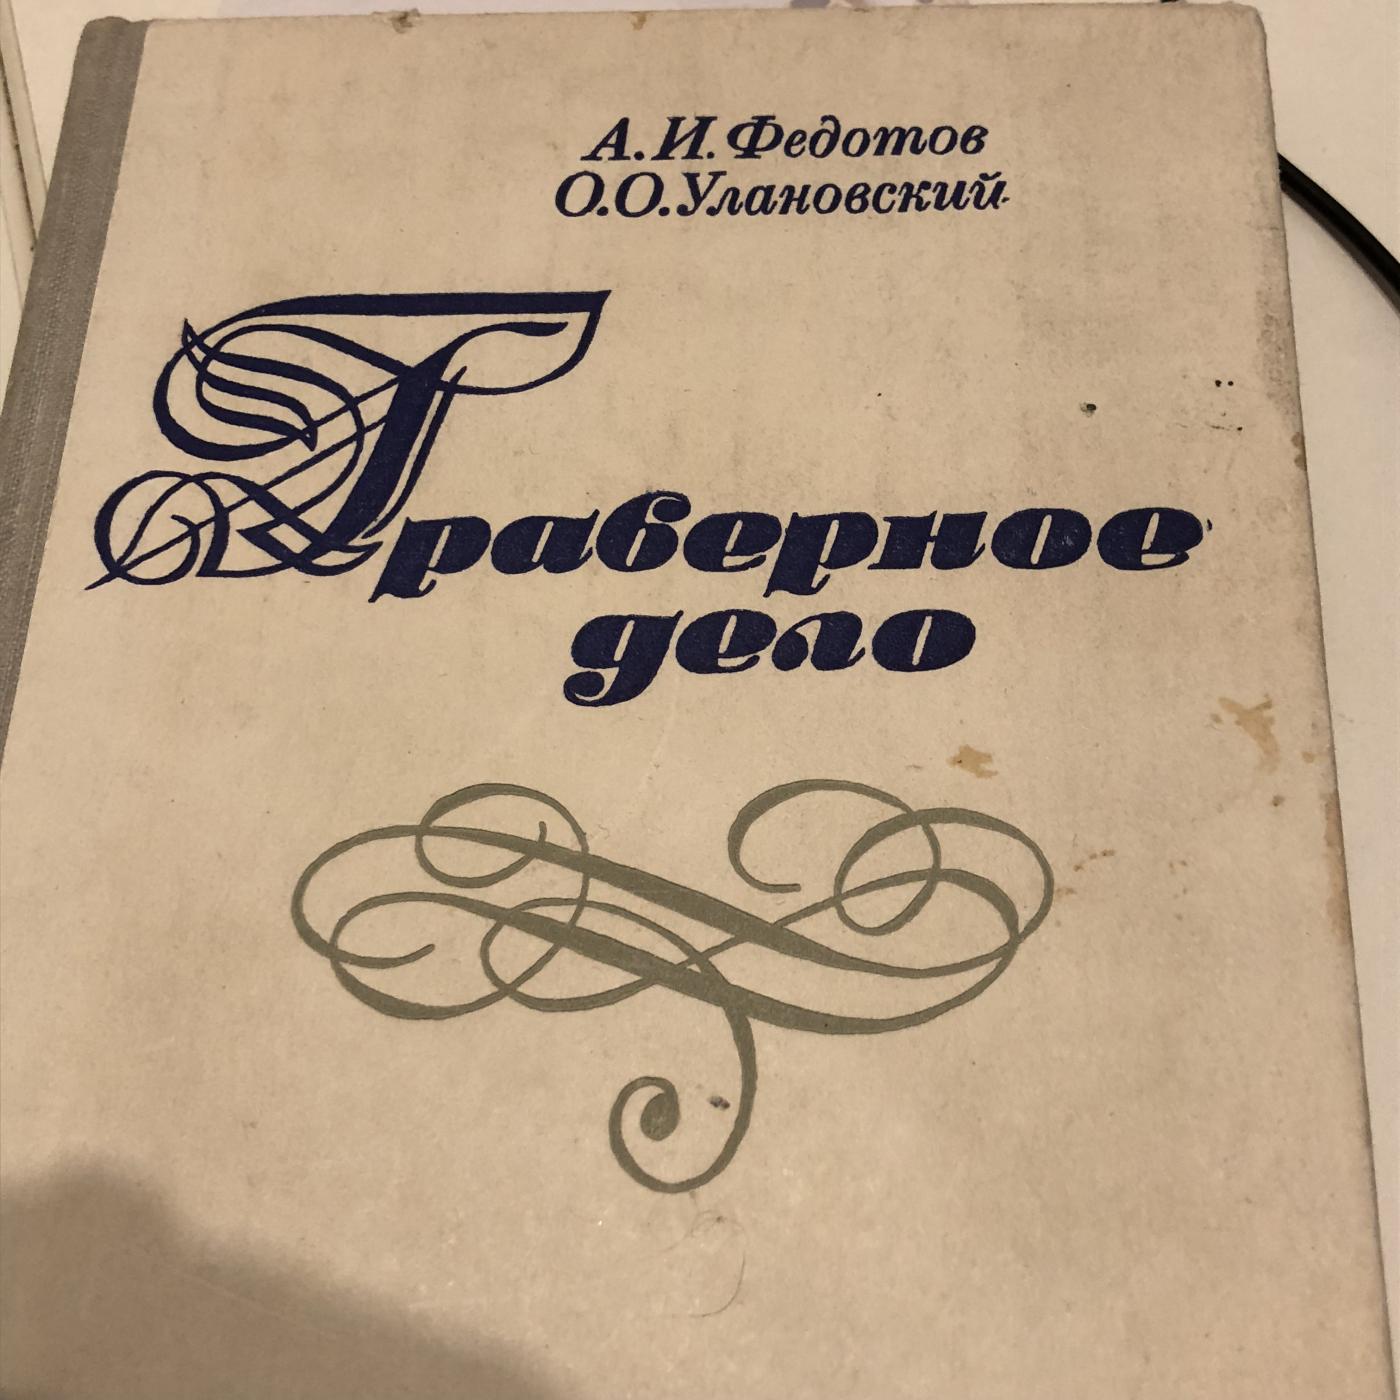 А. И. Федотов
О. О. Улановский
Граверное
дело